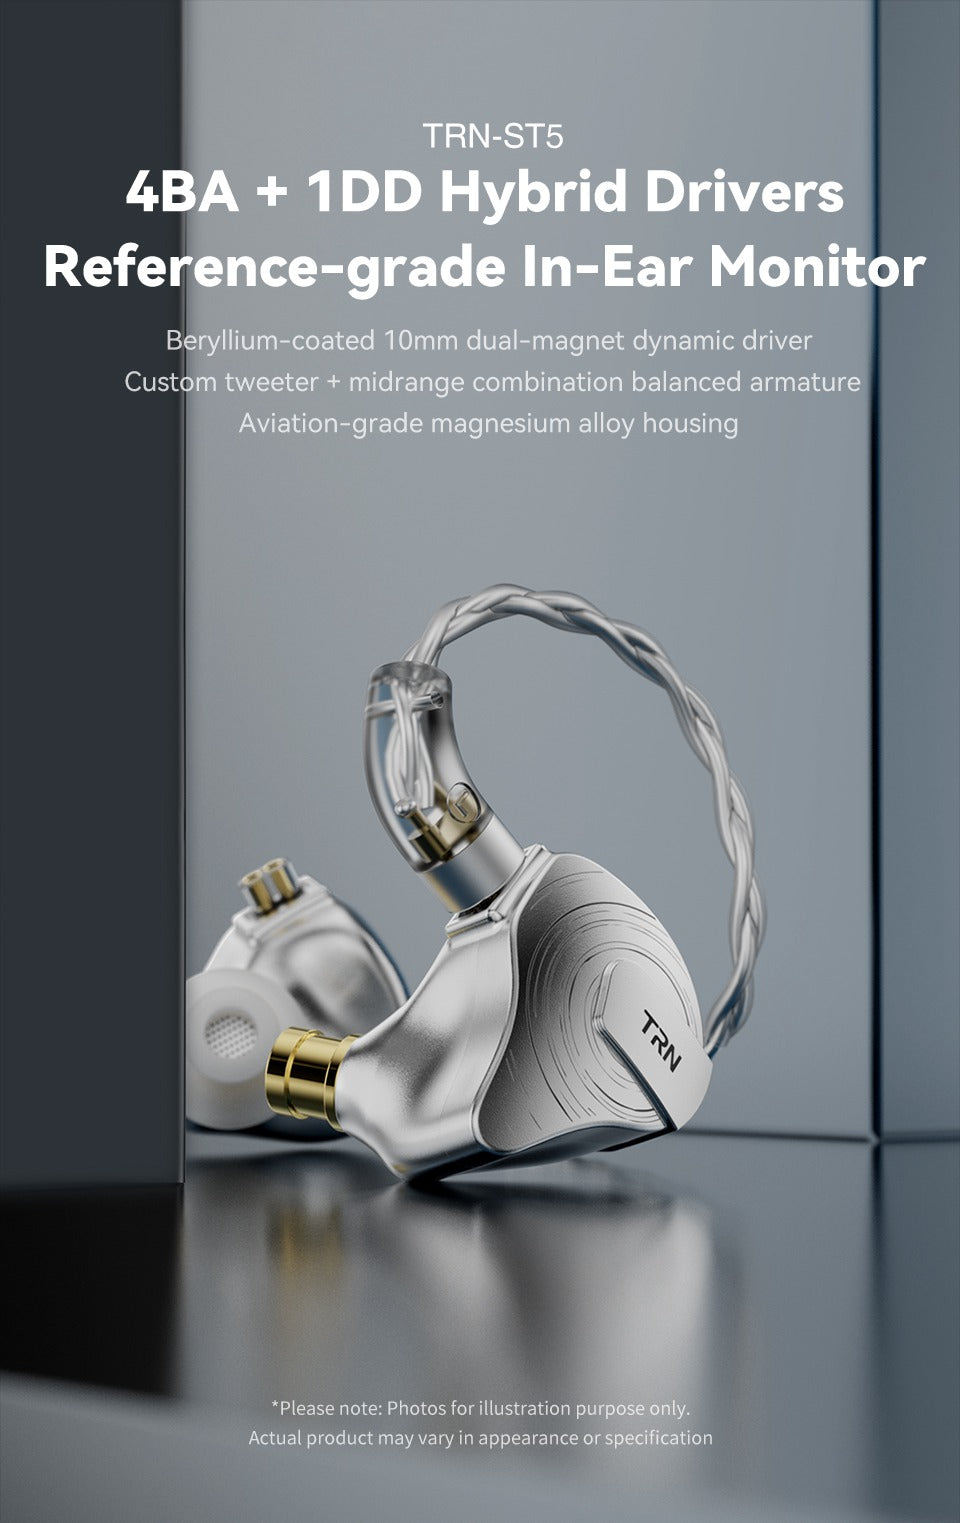 TRN-ST5
4BA + 1DD Hybrid Drivers
Reference-grade In-Ear Monitor
Beryllium-coated 10mm dual-magnet dynamic driver
Custom tweeter + midrange combination balanced armature
Aviation-grade magnesium alloy housing
TRN
*Please note: Photos for illustration purpose only.
Actual product may vary in appearance or specification